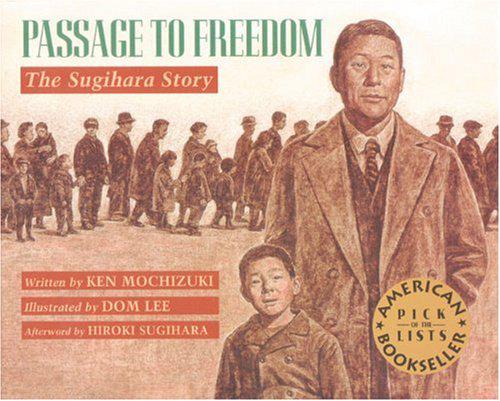 PASSAGE TO FREEDOM
The Sugihara Story
Written by KEN MOCHIZUKI
Illustrated by DOM LEE
Afterword by HIROKI SUGIHARA
AMERICAN
PICK
OF THE
LISTS
BOOKSELLER